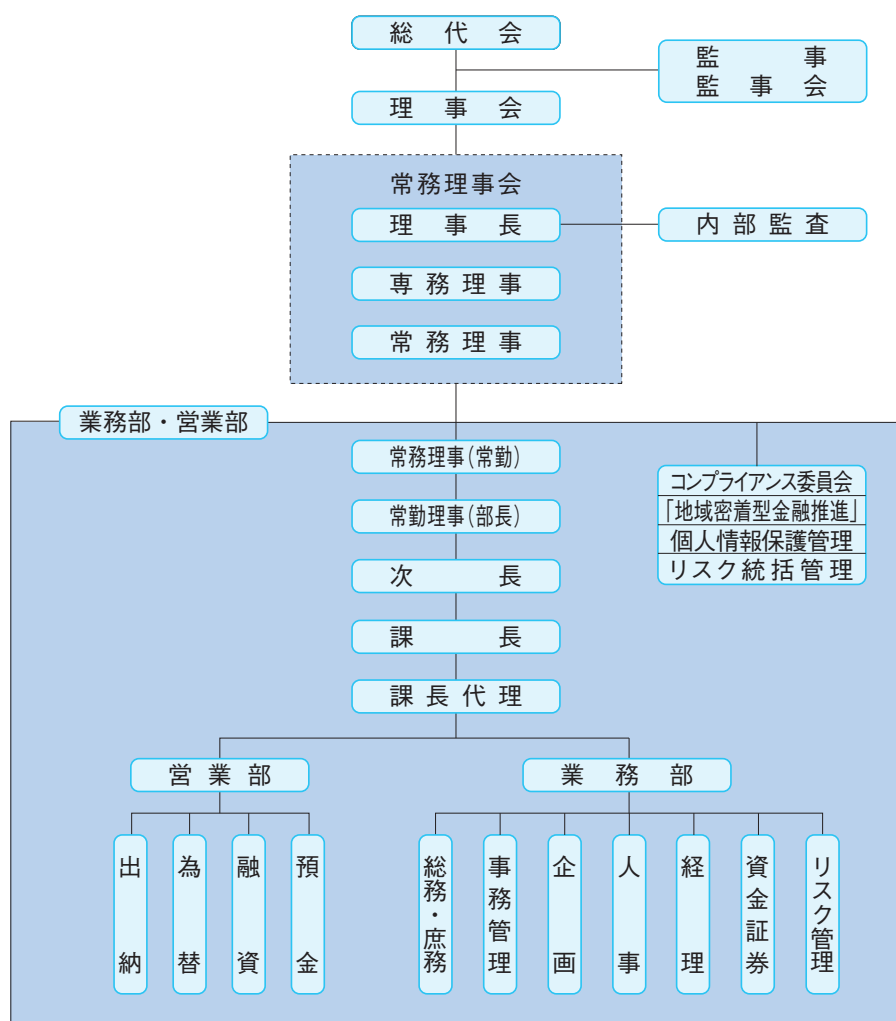 総代会
監事
監事会
理事会
常務理事会
理事長
内部監査
専務理事
常務理事
業務部・営業部
常務理事(常勤)
コンプライアンス委員会
「地域密着型金融推進」
個人情報保護管理
リスク統括管理
常勤理事(部長)
次長
課長
課長代理
営業部
業務部
出納
為替
融資
預金
総務・庶務
事務管理
企画
人事
経理
資金証券
リスク管理